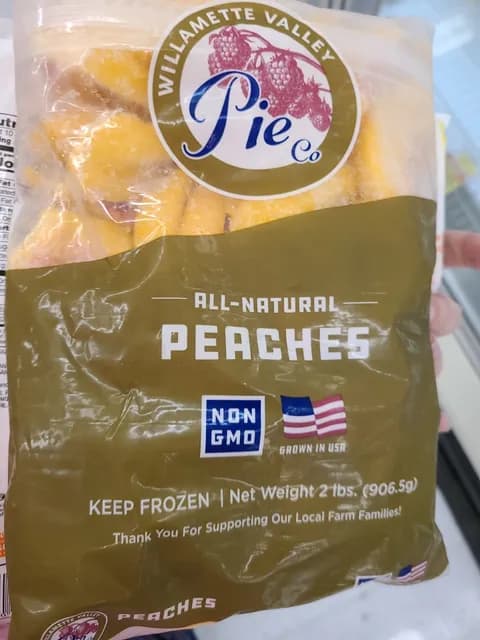 WILLAMETTE VALLEY
Pie Co
ALL-NATURAL
PEACHES
NON
GMO
GROWN IN USA
KEEP FROZEN | Net Weight 2 lbs. (906.5g)
Thank You For Supporting Our Local Farm Families!
PEACHES